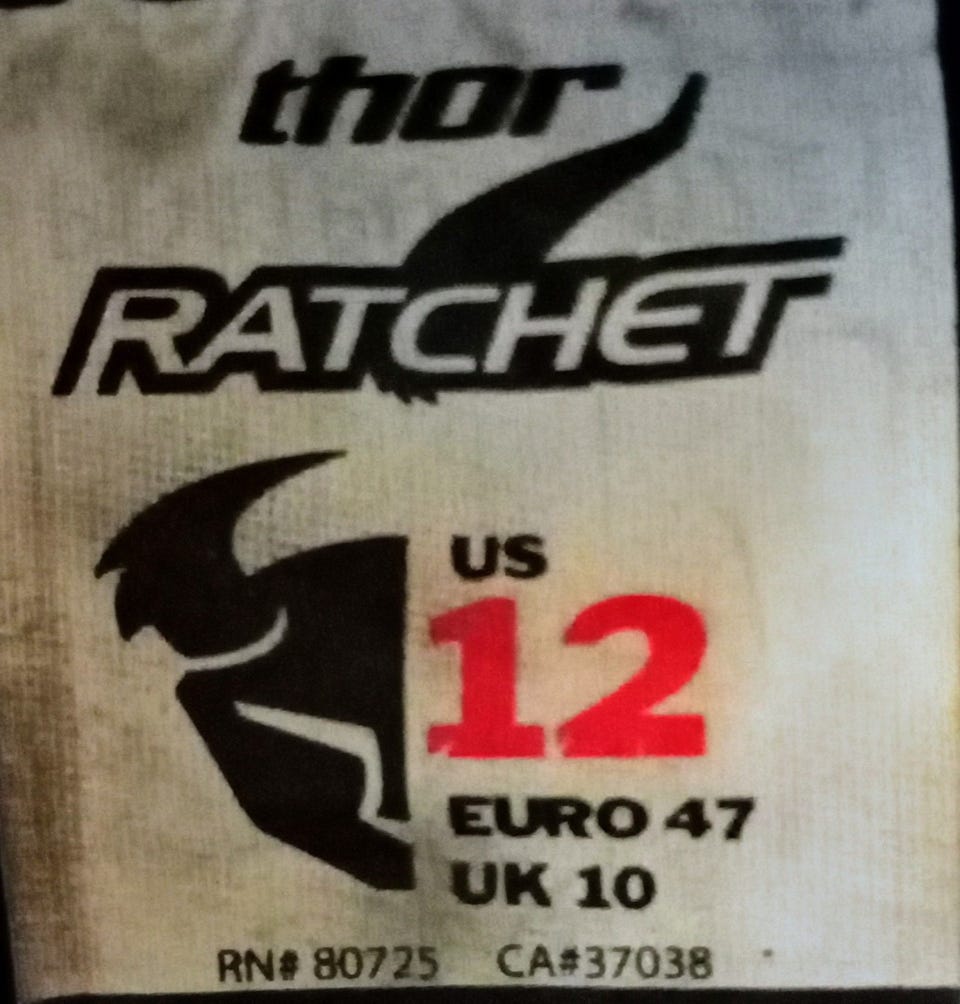 thor
RATCHET
US
12
EURO 47
UK 10
RN# 80725 CA#37038